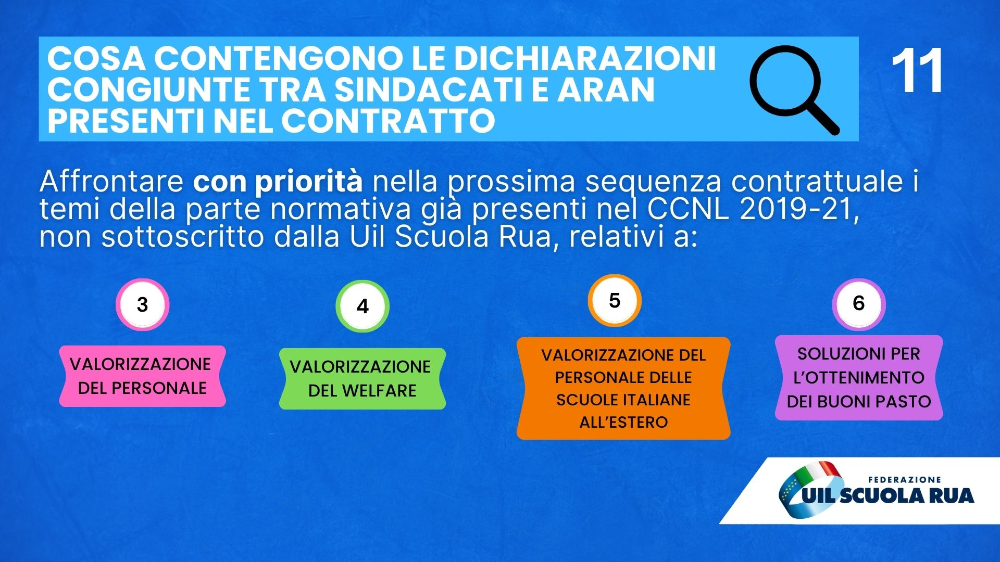 COSA CONTENGONO LE DICHIARAZIONI
CONGIUNTE TRA SINDACATI E ARAN
PRESENTI NEL CONTRATTO
11
Affrontare con priorità nella prossima sequenza contrattuale i
temi della parte normativa già presenti nel CCNL 2019-21,
non sottoscritto dalla Uil Scuola Rua, relativi a:
3
VALORIZZAZIONE
DEL PERSONALE
4
VALORIZZAZIONE
DEL WELFARE
5
VALORIZZAZIONE DEL
PERSONALE DELLE
SCUOLE ITALIANE
ALL’ESTERO
6
SOLUZIONI PER
L’OTTENIMENTO
DEI BUONI PASTO
FEDERAZIONE
UIL SCUOLA RUA